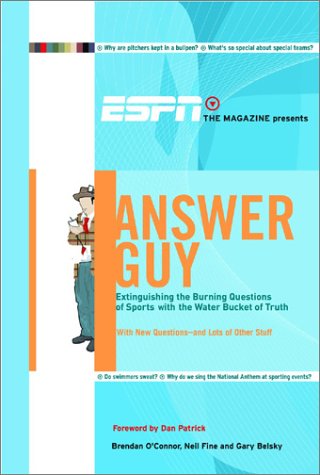 Why are pitchers kept in a bullpen? What's so special about special teams?
ESPN THE MAGAZINE presents
ANSWER
GUY
Extinguishing the Burning Questions
of Sports with the Water Bucket of Truth
With New Questions—and Lots of Other Stuff
Do swimmers sweat? Why do we sing the National Anthem at sporting events?
Foreword by Dan Patrick
Brendan O'Connor, Neil Fine and Gary Belsky